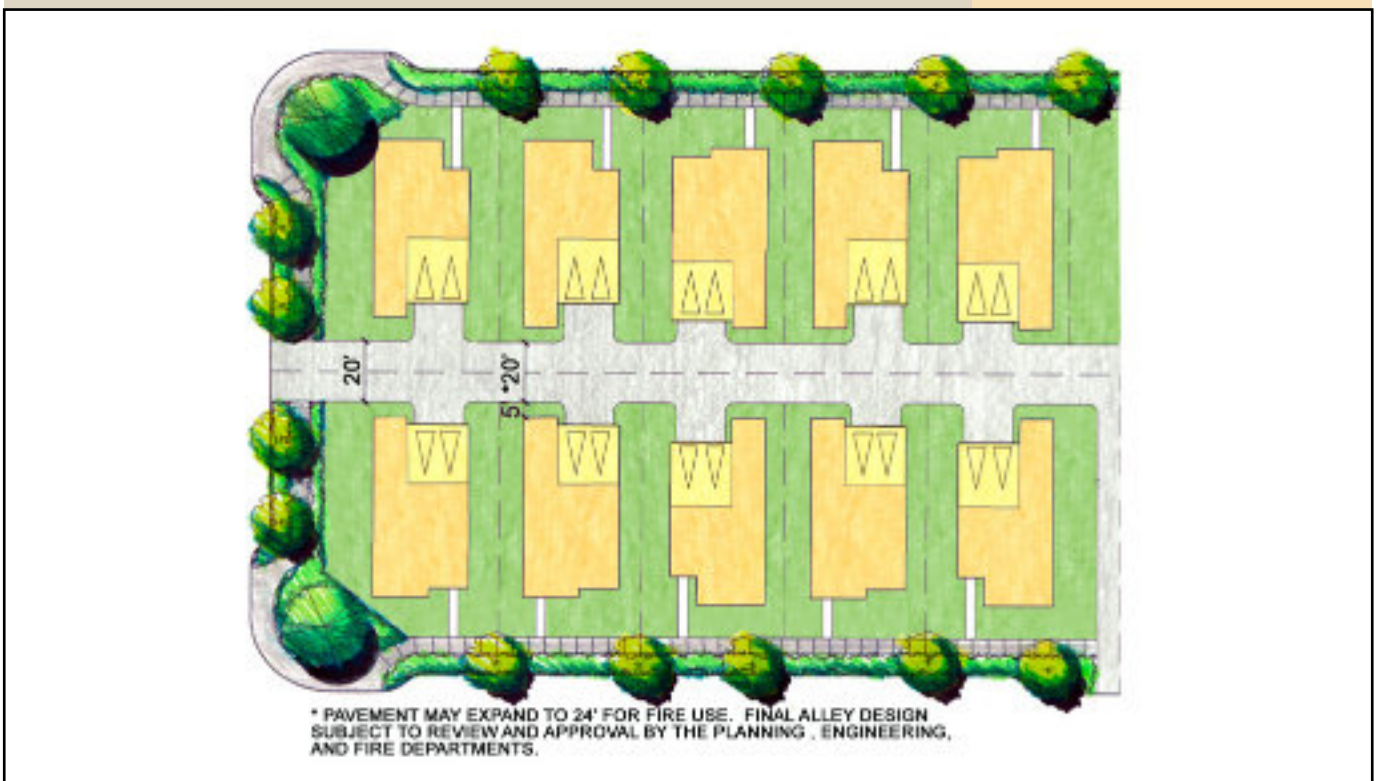 20'
5' *20'
* PAVEMENT MAY EXPAND TO 24' FOR FIRE USE. FINAL ALLEY DESIGN
SUBJECT TO REVIEW AND APPROVAL BY THE PLANNING , ENGINEERING,
AND FIRE DEPARTMENTS.